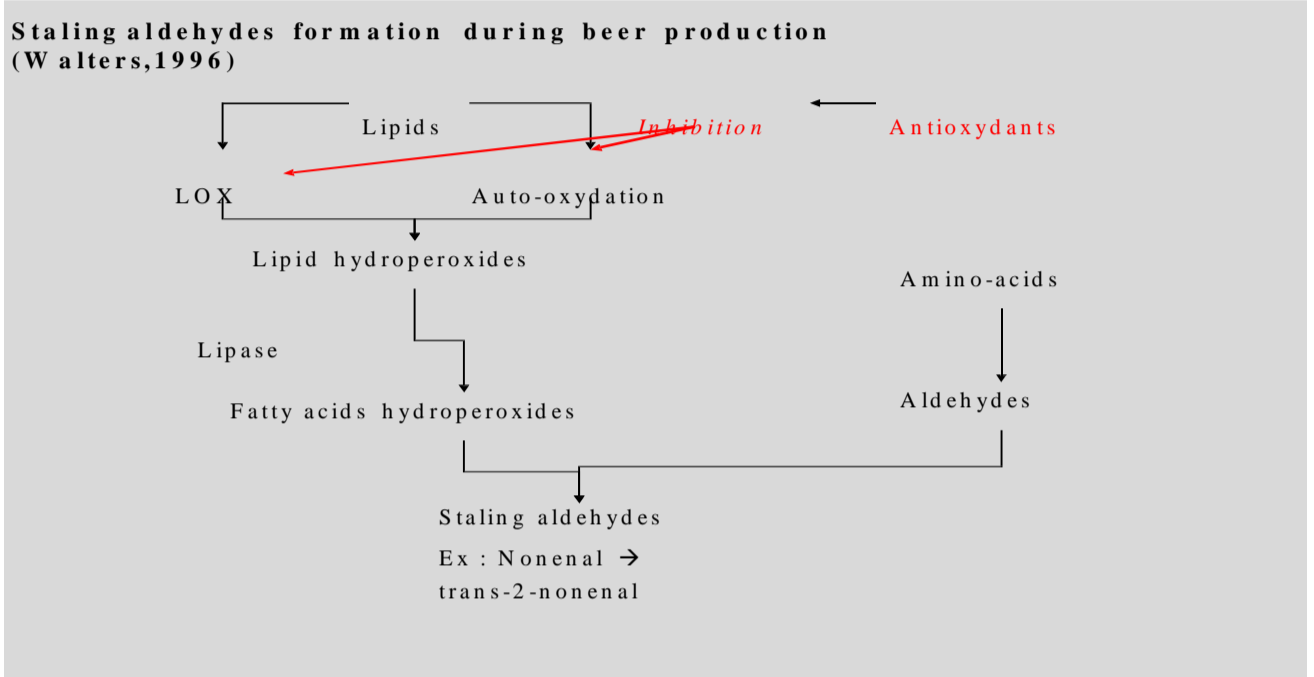 Staling aldehydes formation during beer production
(Walters,1996)
Lipids
Inhibition
Antioxydants
LOX
Auto-oxydation
Lipid hydroperoxides
Amino-acids
Lipase
Aldehydes
Fatty acids hydroperoxides
Staling aldehydes
Ex : Nonenal →
trans-2-nonenal